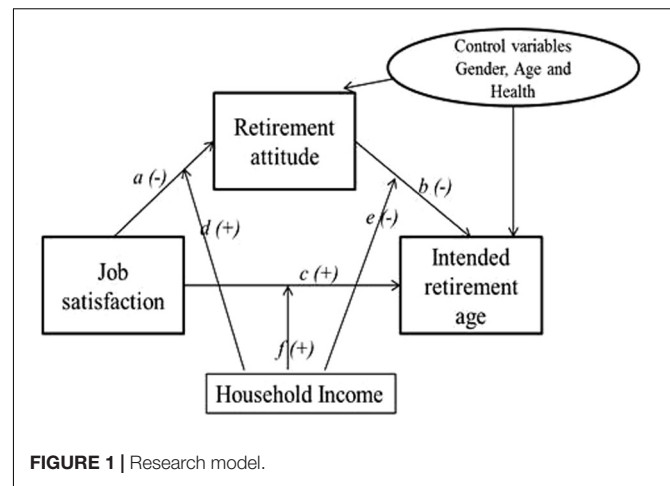 Control variables
Gender, Age and
Health
Retirement
attitude
a (-)
b (-)
d (+)
e (-)
Job
satisfaction
c (+)
Intended
retirement
age
f (+)
Household Income
FIGURE 1 | Research model.